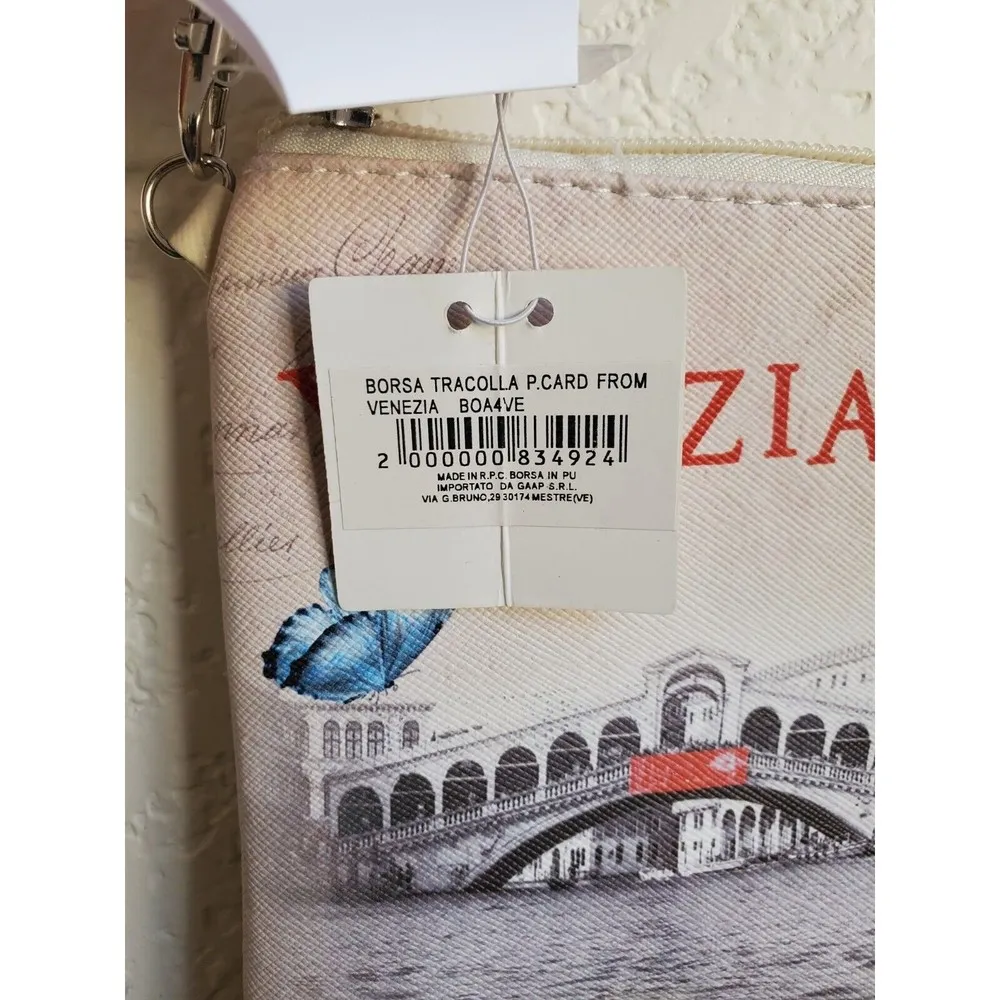 BORSA TRACOLLA P.CARD FROM
VENEZIA BOA4VE
2 000000 834924
MADE IN R.P.C. BORSA IN PU
IMPORTATO DA GAAP S.R.L.
VIA G.BRUNO,29 30174 MESTRE(VE)
ZIA